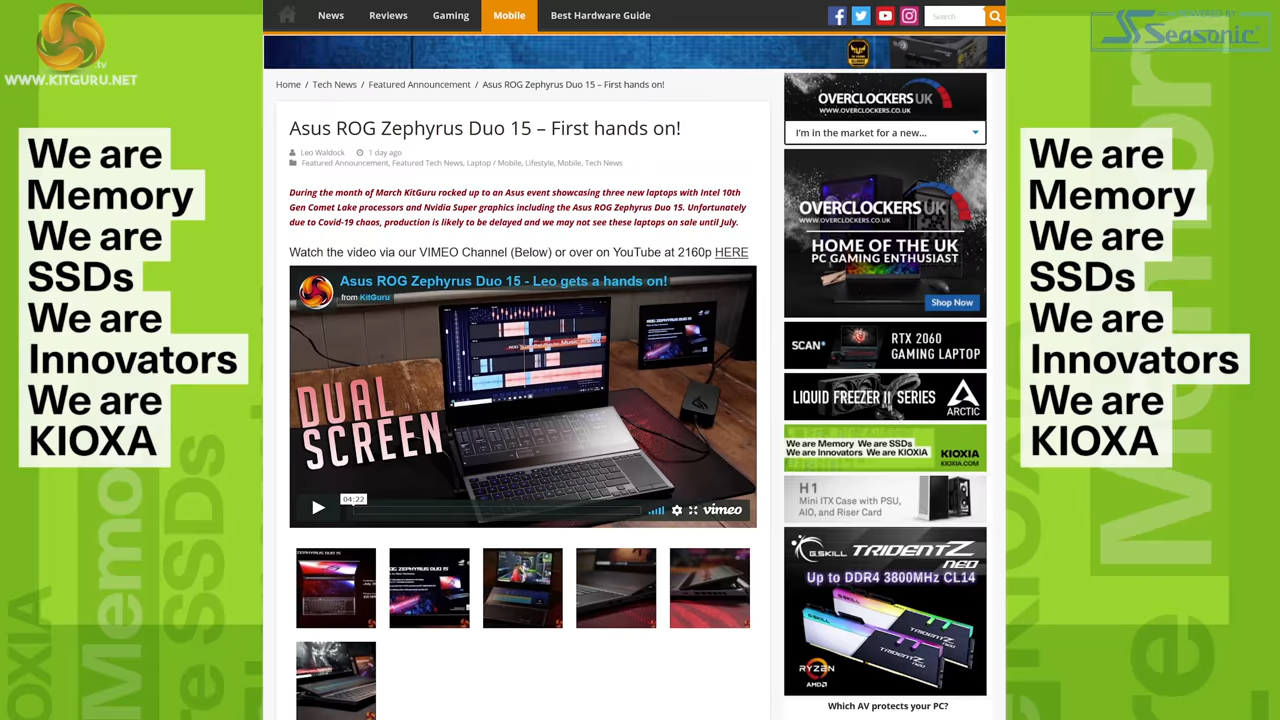 .tv
WWW.KITGURU.NET
News
Reviews
Gaming
Mobile
Best Hardware Guide
Search
POWERED BY
Seasonic
Home / Tech News / Featured Announcement / Asus ROG Zephyrus Duo 15 – First hands on!
Asus ROG Zephyrus Duo 15 – First hands on!
Leo Waldock
1 day ago
Featured Announcement, Featured Tech News, Laptop / Mobile, Lifestyle, Mobile, Tech News
During the month of March KitGuru rocked up to an Asus event showcasing three new laptops with Intel 10th
Gen Comet Lake processors and Nvidia Super graphics including the Asus ROG Zephyrus Duo 15. Unfortunately
due to Covid-19 chaos, production is likely to be delayed and we may not see these laptops on sale until July.
Watch the video via our VIMEO Channel (Below) or over on YouTube at 2160p HERE
Asus ROG Zephyrus Duo 15 - Leo gets a hands on!
from KitGuru
DUAL
SCREEN
04:22
vimeo
We are
Memory
We are
SSDs
We are
Innovators
We are
KIOXA
OVERCLOCKERS UK
WWW.OVERCLOCKERS.CO.UK
I'm in the market for a new...
OVERCLOCKERS UK
WWW.OVERCLOCKERS.CO.UK
HOME OF THE UK
PC GAMING ENTHUSIAST
Shop Now
SCAN
RTX 2060
GAMING LAPTOP
LIQUID FREEZER II SERIES
ARCTIC
We are Memory We are SSDs
We are Innovators We are KIOXIA
KIOXIA
KIOXIA.COM
H1
Mini ITX Case with PSU,
AIO, and Riser Card
G.SKILL TRIDENT Z
neo
Up to DDR4 3800MHz CL14
TRIDENT Z
RYZEN
AMD
Which AV protects your PC?
We are
Memory
We are
SSDs
We are
Innovators
We are
KIOXA